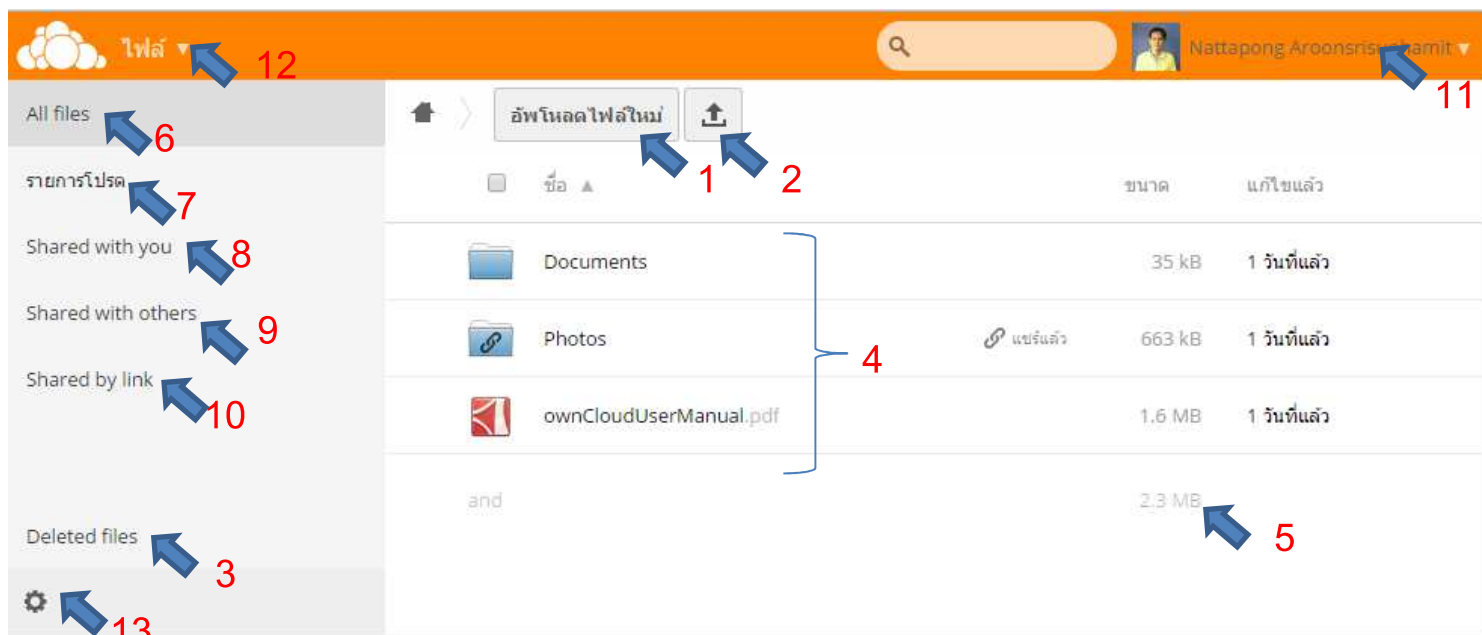 ไฟล์ ▼ 12
Nattapong Aroonsrisuphamit ▼ 11
All files 6
อัพโหลดไฟล์ใหม่ 1 2
รายการโปรด 7
ชื่อ ▲ ขนาด แก้ไขแล้ว
Shared with you 8
Documents 35 kB 1 วันที่แล้ว
Shared with others 9
Photos แชร์แล้ว 663 kB 1 วันที่แล้ว
4
Shared by link 10
ownCloudUserManual.pdf 1.6 MB 1 วันที่แล้ว
and 2.3 MB 5
Deleted files 3
13